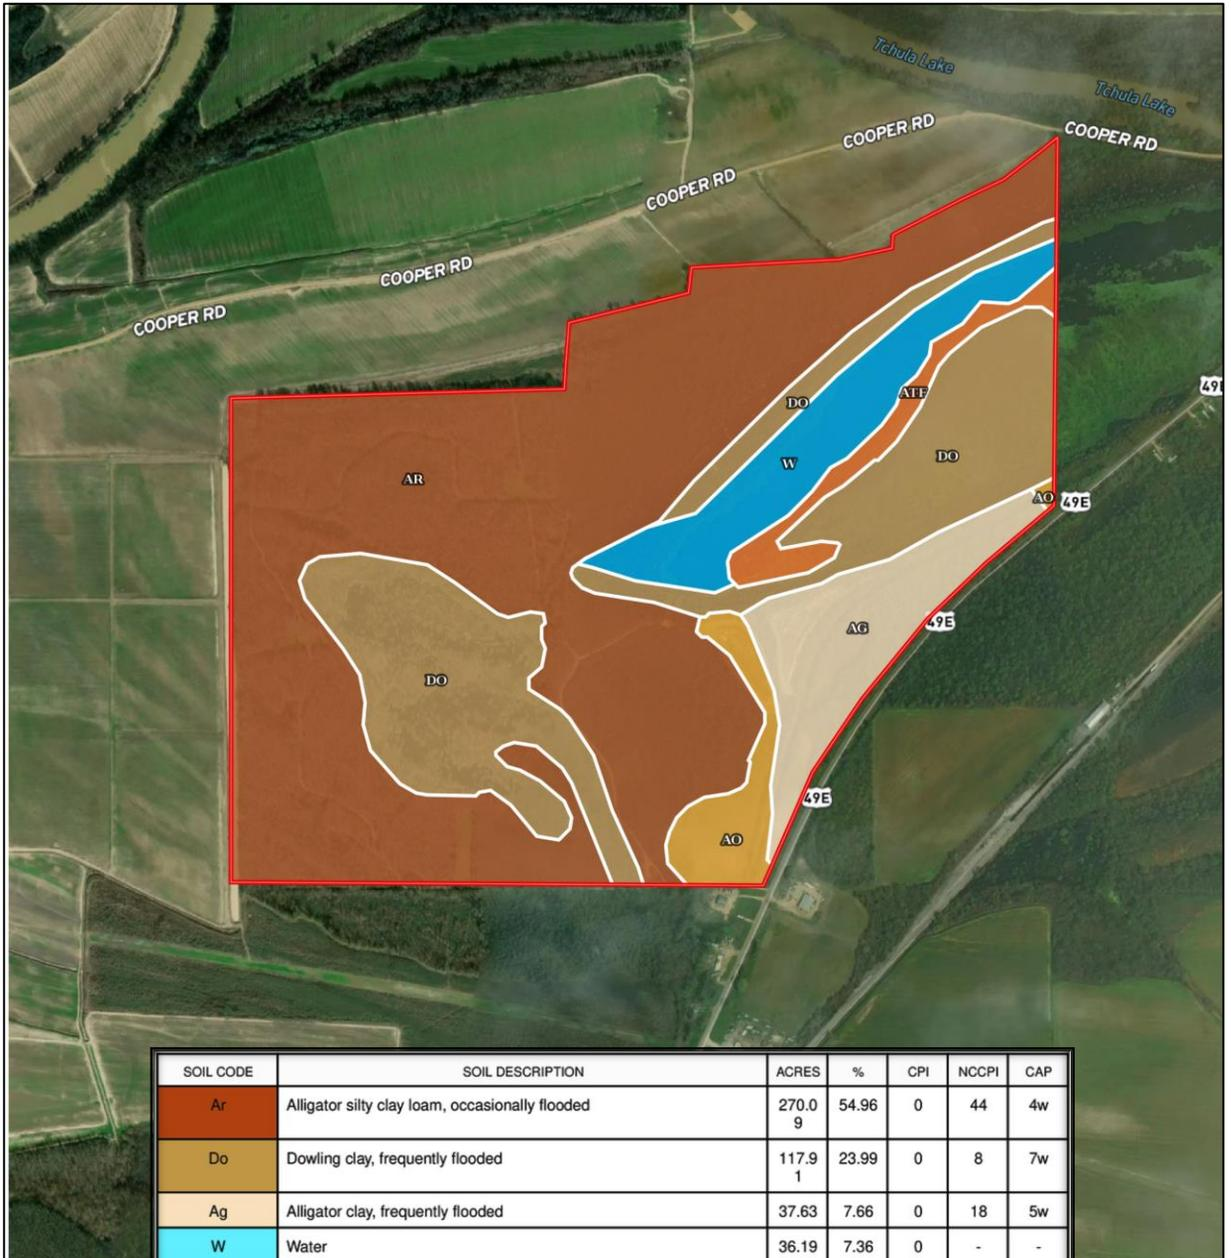 Tchula Lake
Tchula Lake
COOPER RD
COOPER RD
COOPER RD
COOPER RD
COOPER RD
49E
DO
ATF
AR
W
DO
AO
49E
AG
49E
DO
49E
AO
SOIL CODE SOIL DESCRIPTION ACRES % CPI NCCPI CAP
Ar Alligator silty clay loam, occasionally flooded 270.0 54.96 0 44 4w
9
Do Dowling clay, frequently flooded 117.9 23.99 0 8 7w
1
Ag Alligator clay, frequently flooded 37.63 7.66 0 18 5w
W Water 36.19 7.36 0 - -